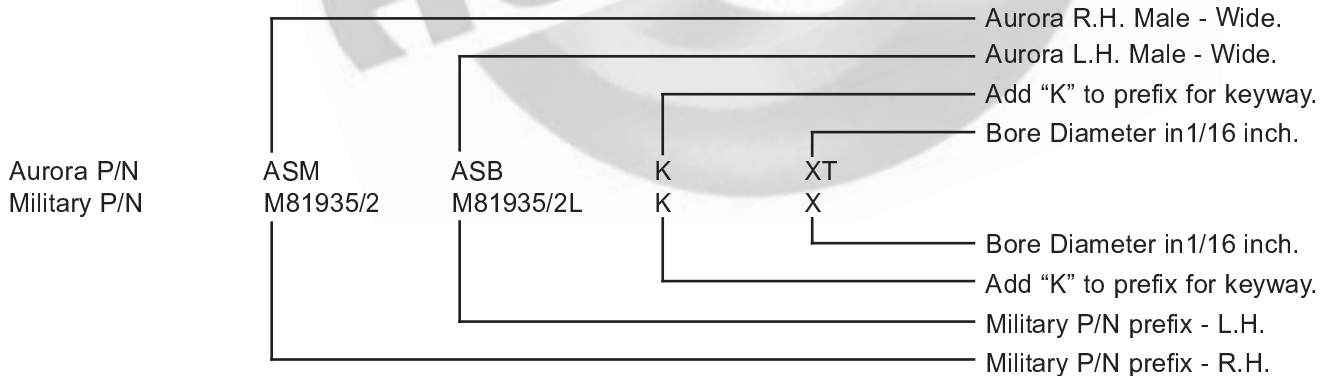 Aurora R.H. Male - Wide.
Aurora L.H. Male - Wide.
Add “K” to prefix for keyway.
Bore Diameter in1/16 inch.
Aurora P/N ASM ASB K XT
Military P/N M81935/2 M81935/2L K X
Bore Diameter in1/16 inch.
Add “K” to prefix for keyway.
Military P/N prefix - L.H.
Military P/N prefix - R.H.